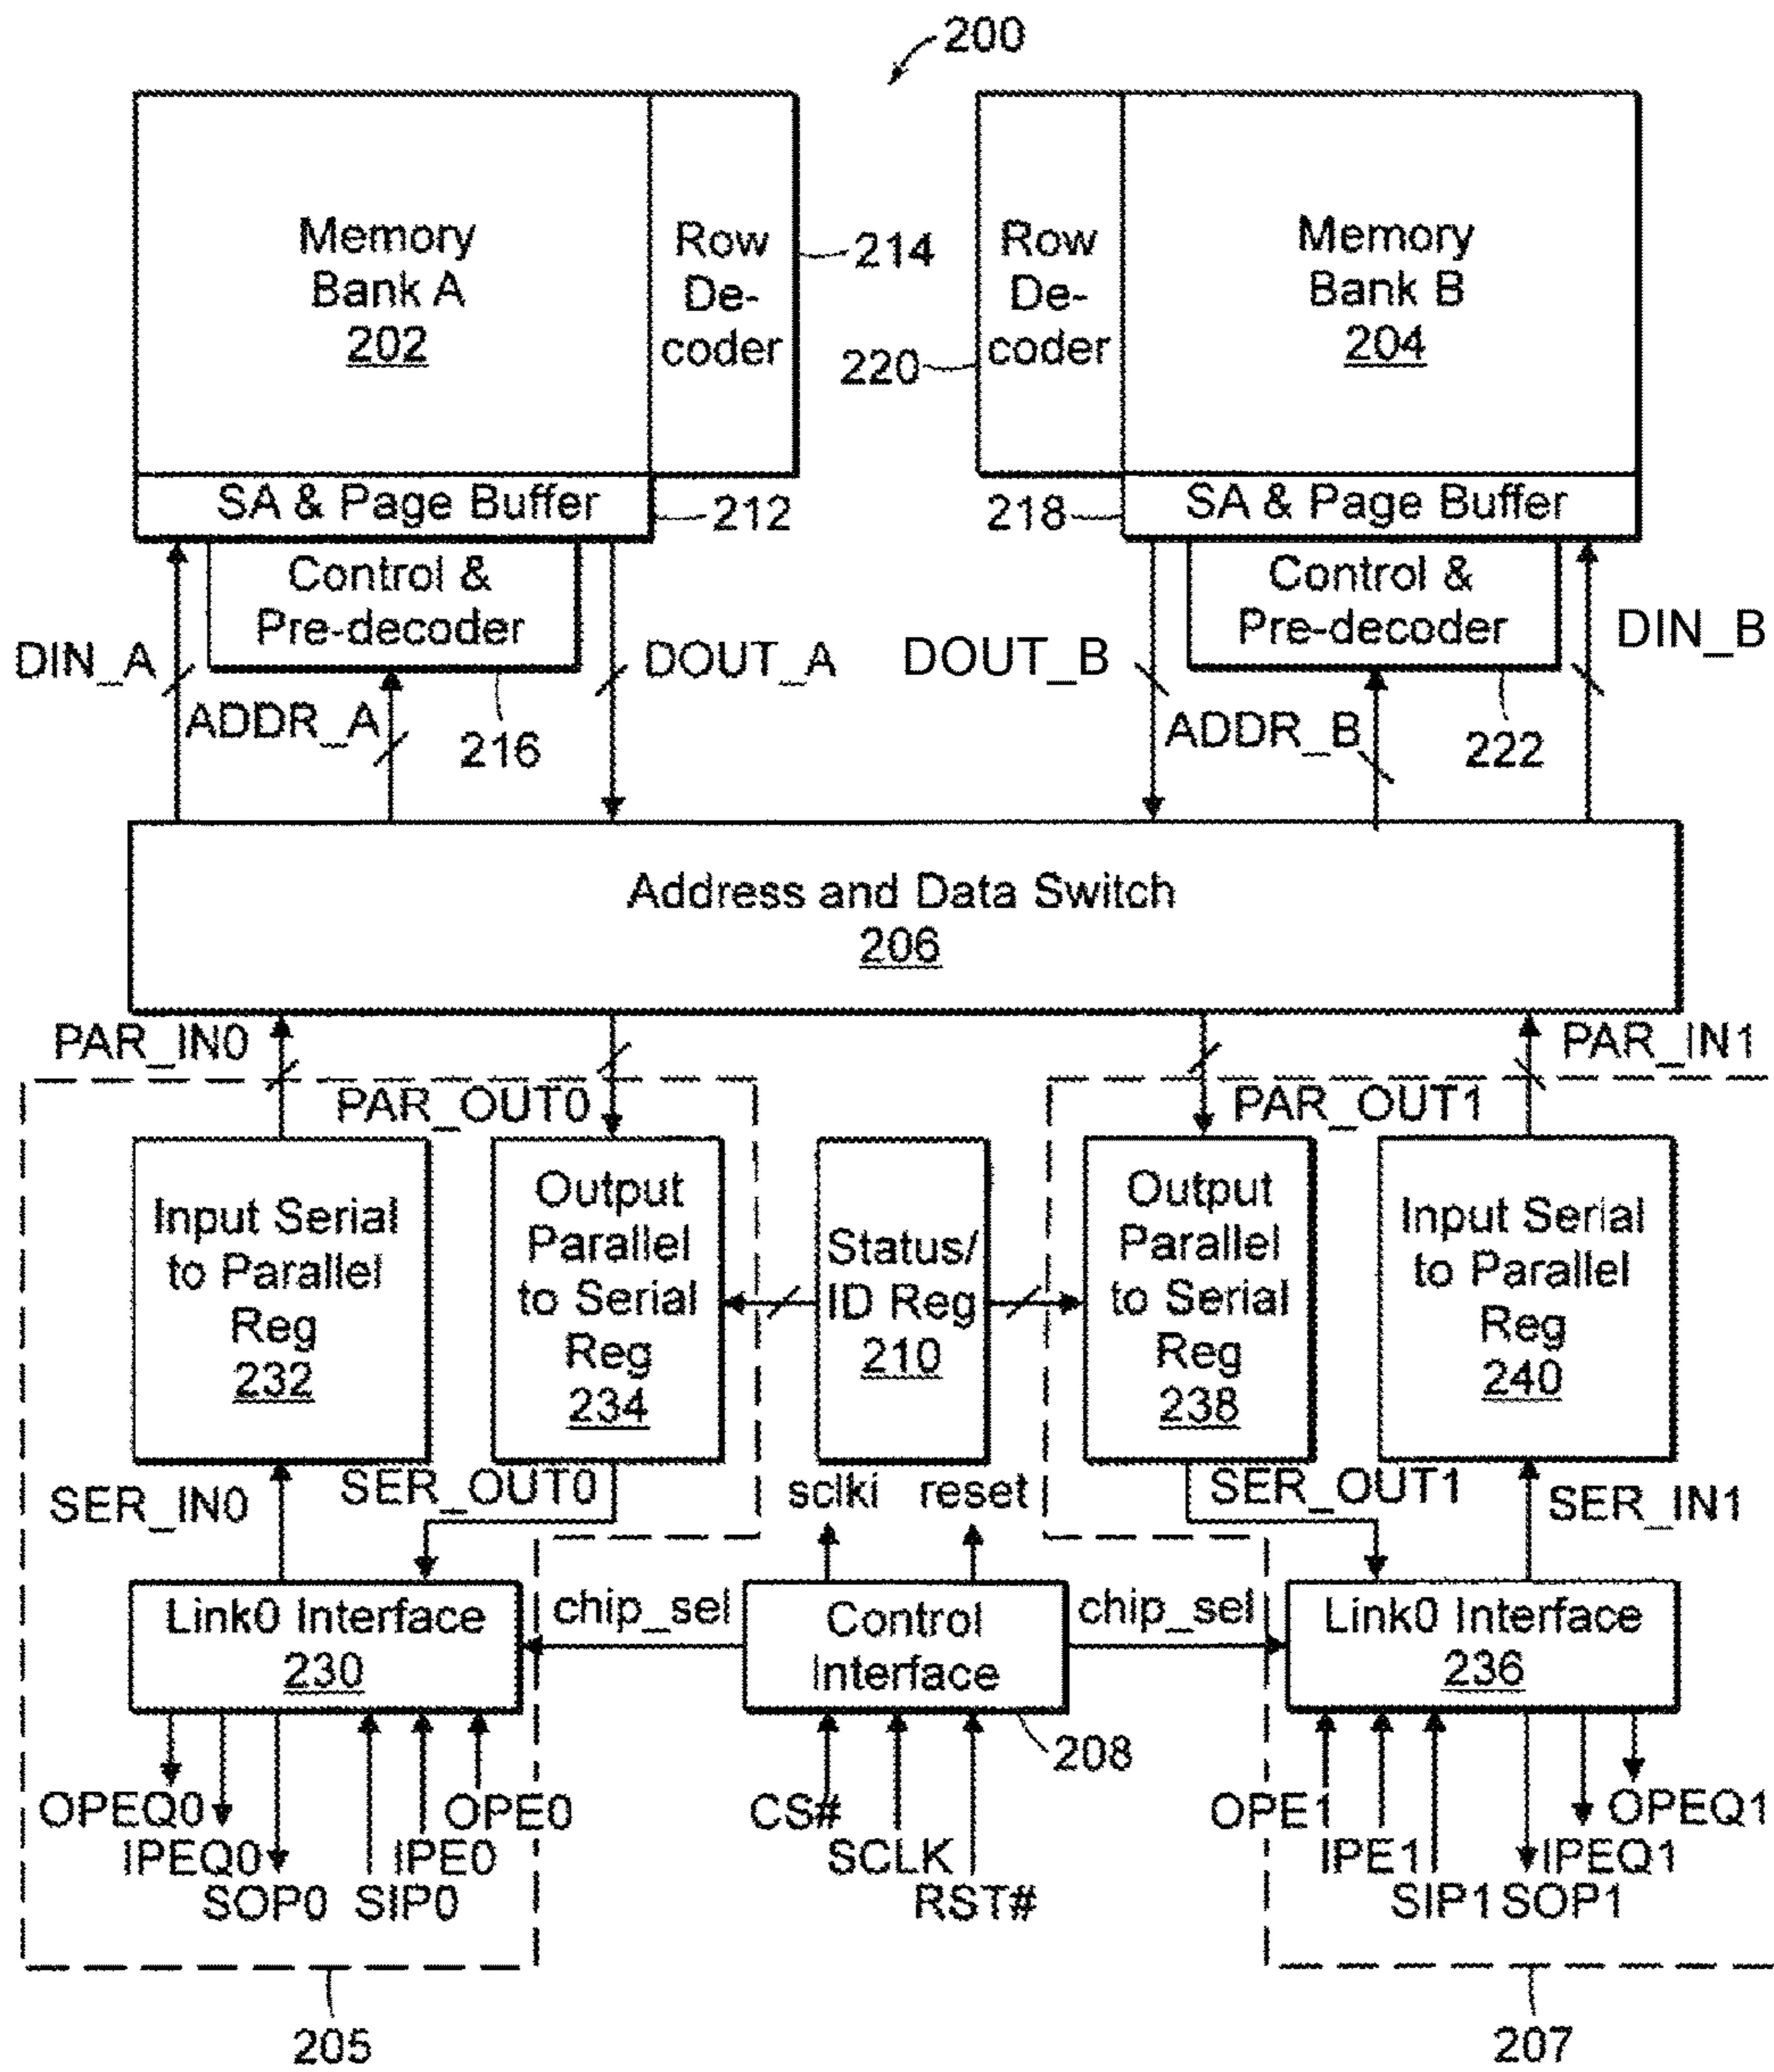 200
Memory
Bank A
202
Row
De-
coder
214
220
Row
De-
coder
Memory
Bank B
204
SA & Page Buffer
212
218
SA & Page Buffer
Control &
Pre-decoder
Control &
Pre-decoder
DIN_A
ADDR_A
216
DOUT_A
DOUT_B
ADDR_B
222
DIN_B
Address and Data Switch
206
PAR_IN0
PAR_OUT0
PAR_OUT1
PAR_IN1
Input Serial
to Parallel
Reg
232
Output
Parallel
to Serial
Reg
234
Status/
ID Reg
210
Output
Parallel
to Serial
Reg
238
Input Serial
to Parallel
Reg
240
SER_IN0
SER_OUT0
sclki
reset
SER_OUT1
SER_IN1
Link0 Interface
230
chip_sel
Control
Interface
chip_sel
Link0 Interface
236
208
OPEQ0
IPEQ0
SOP0
SIP0
IPE0
OPE0
CS#
SCLK
RST#
OPE1
IPE1
SIP1
SOP1
IPEQ1
OPEQ1
205
207